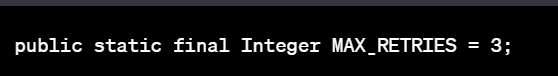 public static final Integer MAX_RETRIES = 3;